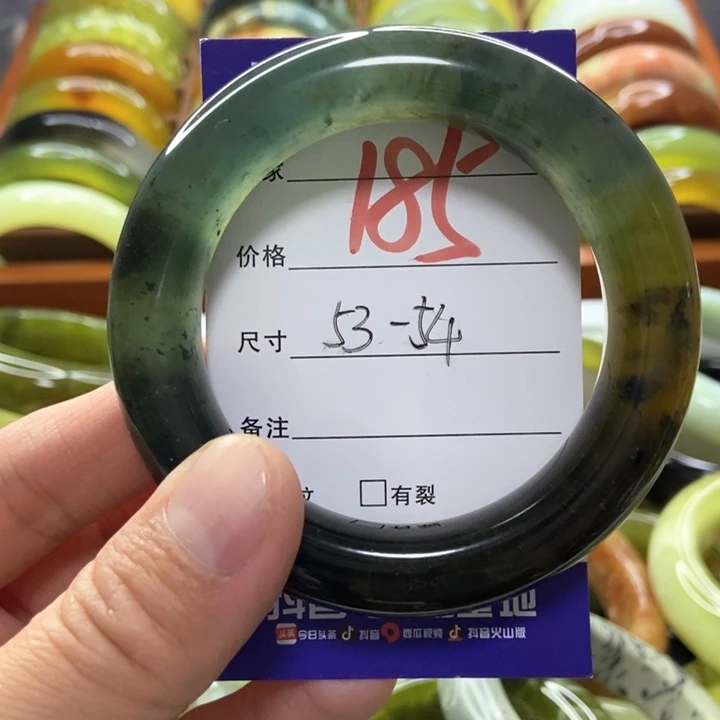 家 185
价格
尺寸 53-54
备注
纹 □有裂
今日头条 抖音 西瓜视频 抖音火山版